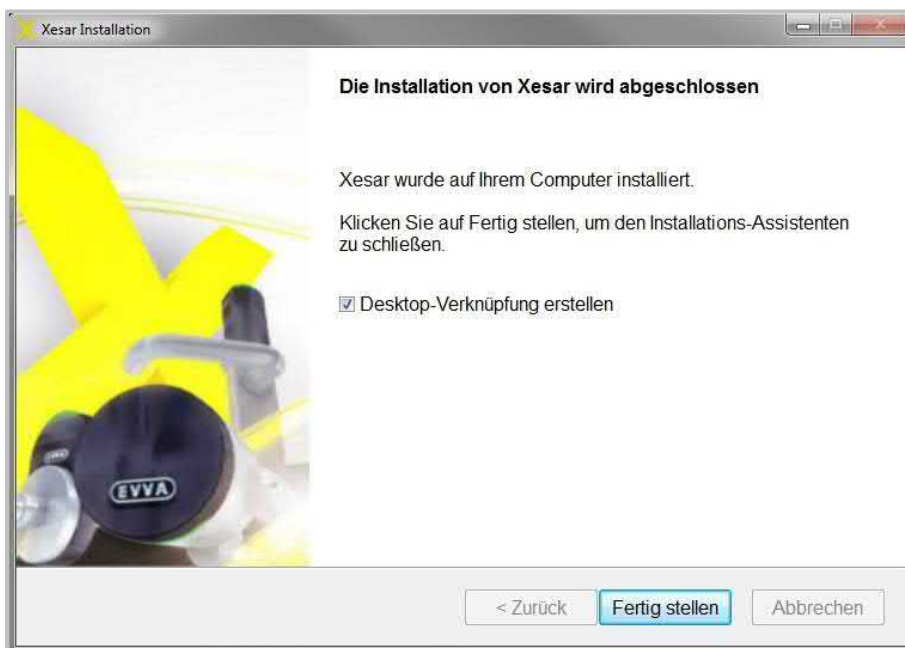 Xesar Installation
Die Installation von Xesar wird abgeschlossen
Xesar wurde auf Ihrem Computer installiert.
Klicken Sie auf Fertig stellen, um den Installations-Assistenten
zu schließen.
Desktop-Verknüpfung erstellen
EVVA
< Zurück
Fertig stellen
Abbrechen